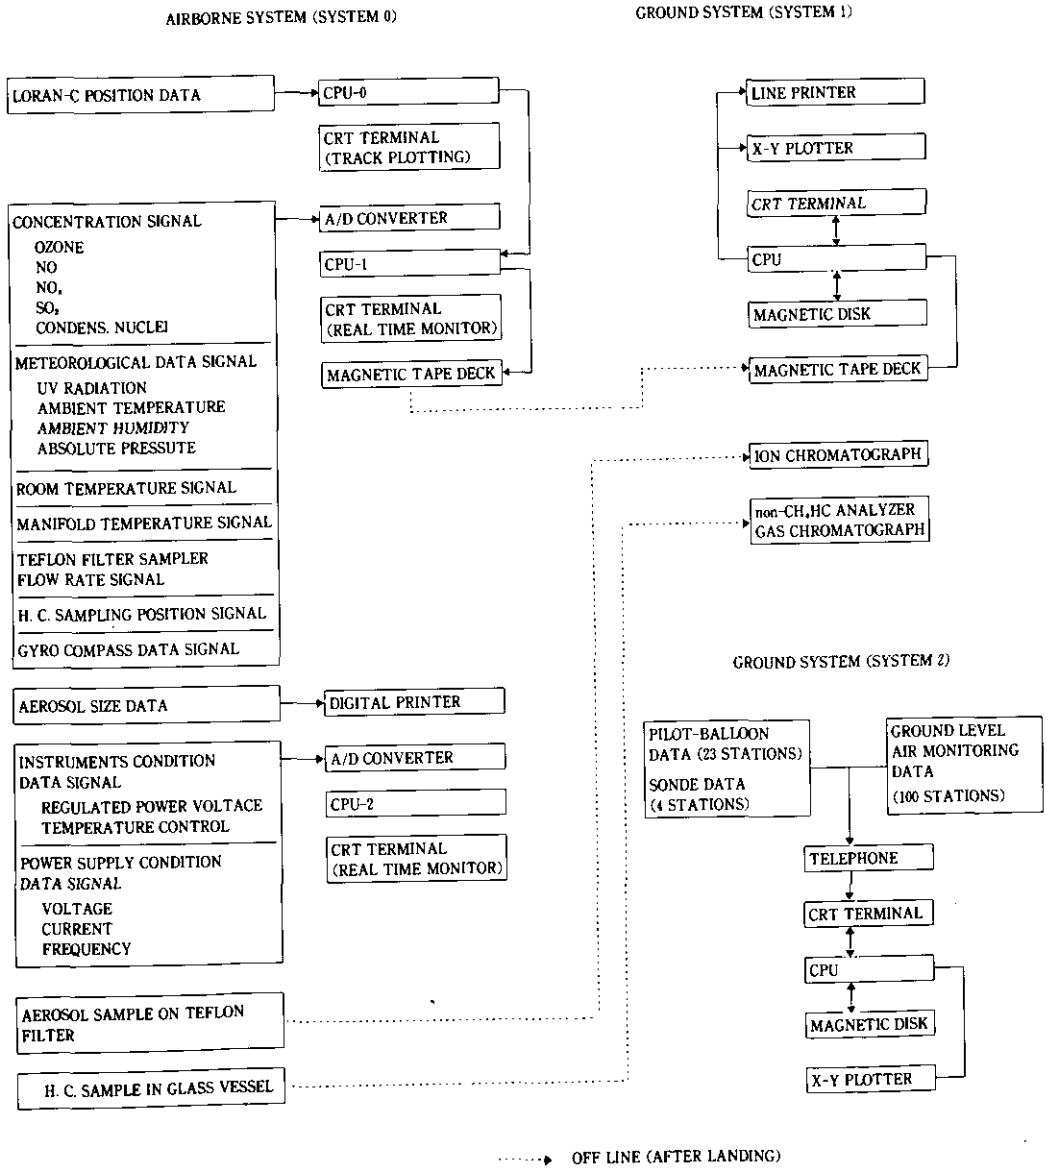 AIRBORNE SYSTEM (SYSTEM 0)
GROUND SYSTEM (SYSTEM 1)
LORAN-C POSITION DATA
CPU-0
CRT TERMINAL
(TRACK PLOTTING)
CONCENTRATION SIGNAL
OZONE
NO
NOₓ
SO₂
CONDENS. NUCLEI
METEOROLOGICAL DATA SIGNAL
UV RADIATION
AMBIENT TEMPERATURE
AMBIENT HUMIDITY
ABSOLUTE PRESSUTE
ROOM TEMPERATURE SIGNAL
MANIFOLD TEMPERATURE SIGNAL
TEFLON FILTER SAMPLER
FLOW RATE SIGNAL
H. C. SAMPLING POSITION SIGNAL
GYRO COMPASS DATA SIGNAL
A/D CONVERTER
CPU-1
CRT TERMINAL
(REAL TIME MONITOR)
MAGNETIC TAPE DECK
AEROSOL SIZE DATA
DIGITAL PRINTER
INSTRUMENTS CONDITION
DATA SIGNAL
REGULATED POWER VOLTACE
TEMPERATURE CONTROL
POWER SUPPLY CONDITION
DATA SIGNAL
VOLTAGE
CURRENT
FREQUENCY
A/D CONVERTER
CPU-2
CRT TERMINAL
(REAL TIME MONITOR)
AEROSOL SAMPLE ON TEFLON
FILTER
H. C. SAMPLE IN GLASS VESSEL
LINE PRINTER
X-Y PLOTTER
CRT TERMINAL
CPU
MAGNETIC DISK
MAGNETIC TAPE DECK
ION CHROMATOGRAPH
non-CH₄HC ANALYZER
GAS CHROMATOGRAPH
GROUND SYSTEM (SYSTEM 2)
PILOT-BALLOON
DATA (23 STATIONS)
SONDE DATA
(4 STATIONS)
GROUND LEVEL
AIR MONITORING
DATA
(100 STATIONS)
TELEPHONE
CRT TERMINAL
CPU
MAGNETIC DISK
X-Y PLOTTER
OFF LINE (AFTER LANDING)